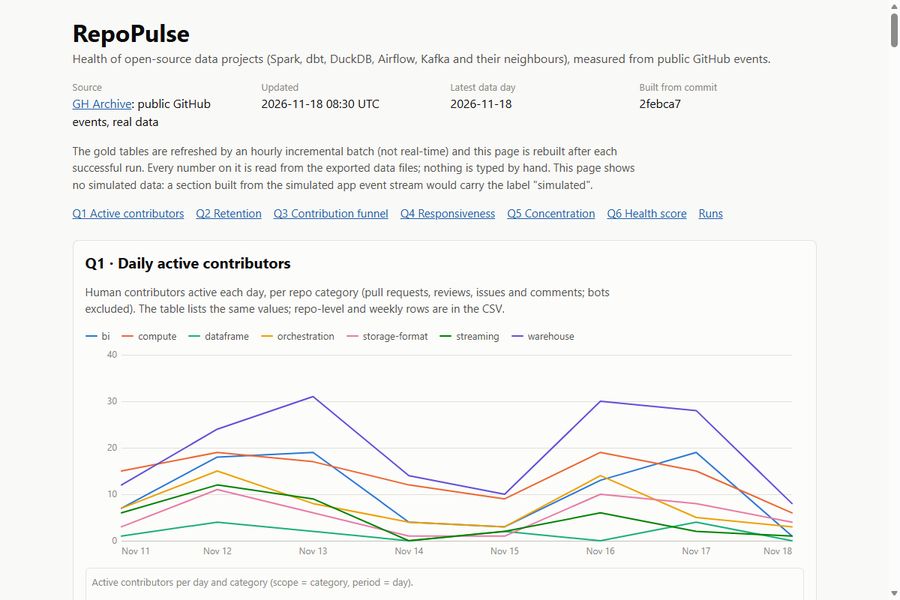 RepoPulse
Health of open-source data projects (Spark, dbt, DuckDB, Airflow, Kafka and their neighbours), measured from public GitHub events.
Source
GH Archive: public GitHub
events, real data
Updated
2026-11-18 08:30 UTC
Latest data day
2026-11-18
Built from commit
2febca7
The gold tables are refreshed by an hourly incremental batch (not real-time) and this page is rebuilt after each
successful run. Every number on it is read from the exported data files; nothing is typed by hand. This page shows
no simulated data: a section built from the simulated app event stream would carry the label "simulated".
Q1 Active contributors Q2 Retention Q3 Contribution funnel Q4 Responsiveness Q5 Concentration Q6 Health score Runs
Q1 · Daily active contributors
Human contributors active each day, per repo category (pull requests, reviews, issues and comments; bots
excluded). The table lists the same values; repo-level and weekly rows are in the CSV.
bi compute dataframe orchestration storage-format streaming warehouse
40
30
20
10
0
Nov 11 Nov 12 Nov 13 Nov 14 Nov 15 Nov 16 Nov 17 Nov 18
Active contributors per day and category (scope = category, period = day).